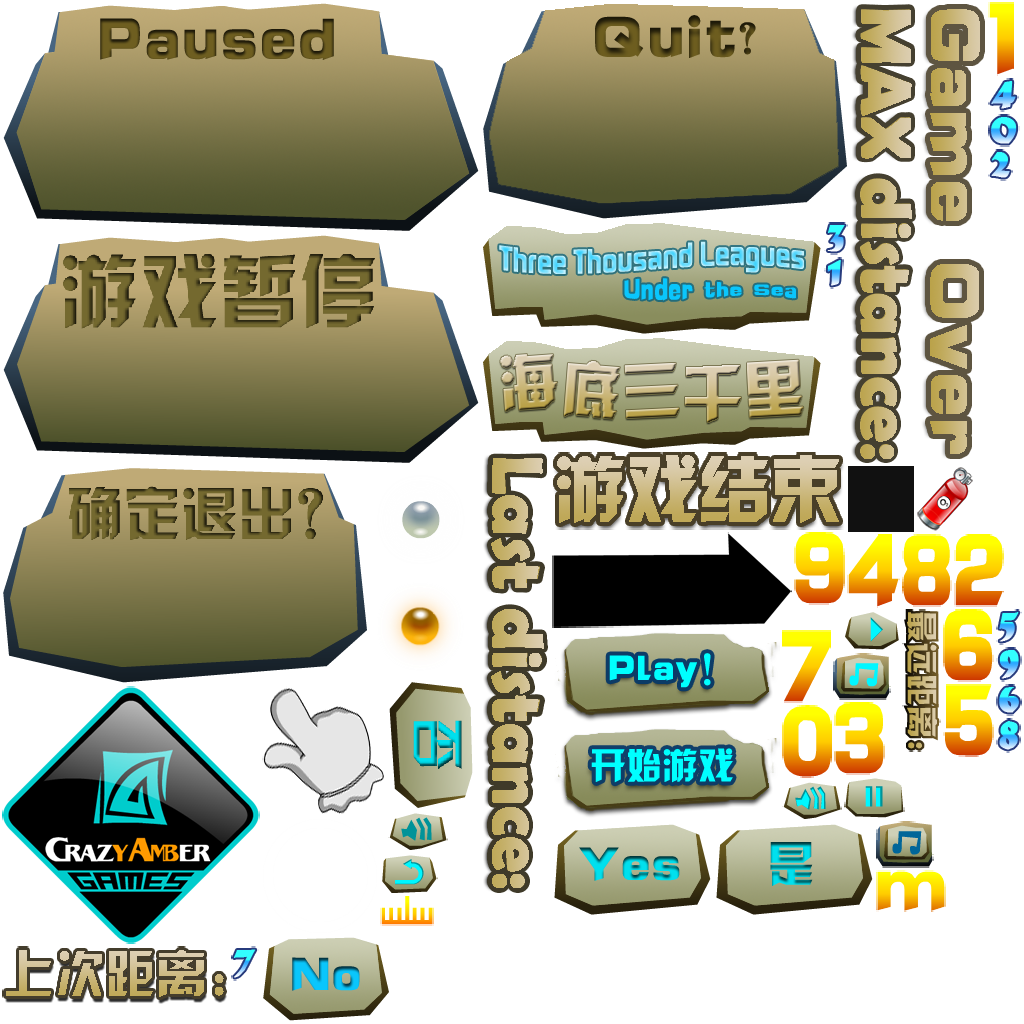 Paused
Quit?
Game Over
MAX distance:
1
4
0
2
游戏暂停
Three Thousand Leagues
Under the Sea
3
1
海底三千里
确定退出?
Last distance:
游戏结束
O₂
9482
Play!
7
最远距离:
6
5
5
9
6
8
03
开始游戏
否
CRAZYAMBER
GAMES
Yes
是
m
上次距离:
7
No